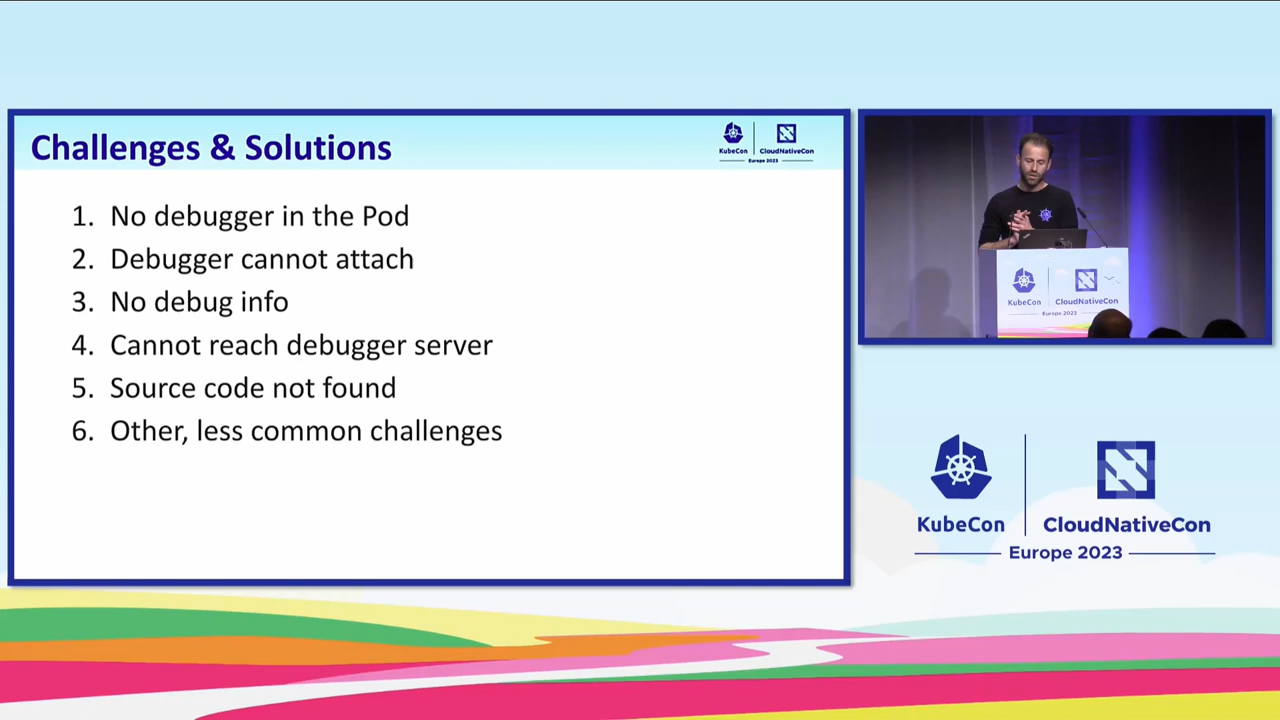 Challenges & Solutions
KubeCon
CloudNativeCon
Europe 2023
1. No debugger in the Pod
2. Debugger cannot attach
3. No debug info
4. Cannot reach debugger server
5. Source code not found
6. Other, less common challenges
KubeCon
CloudNativeCon
Europe 2023
KubeCon
CloudNativeCon
Europe 2023